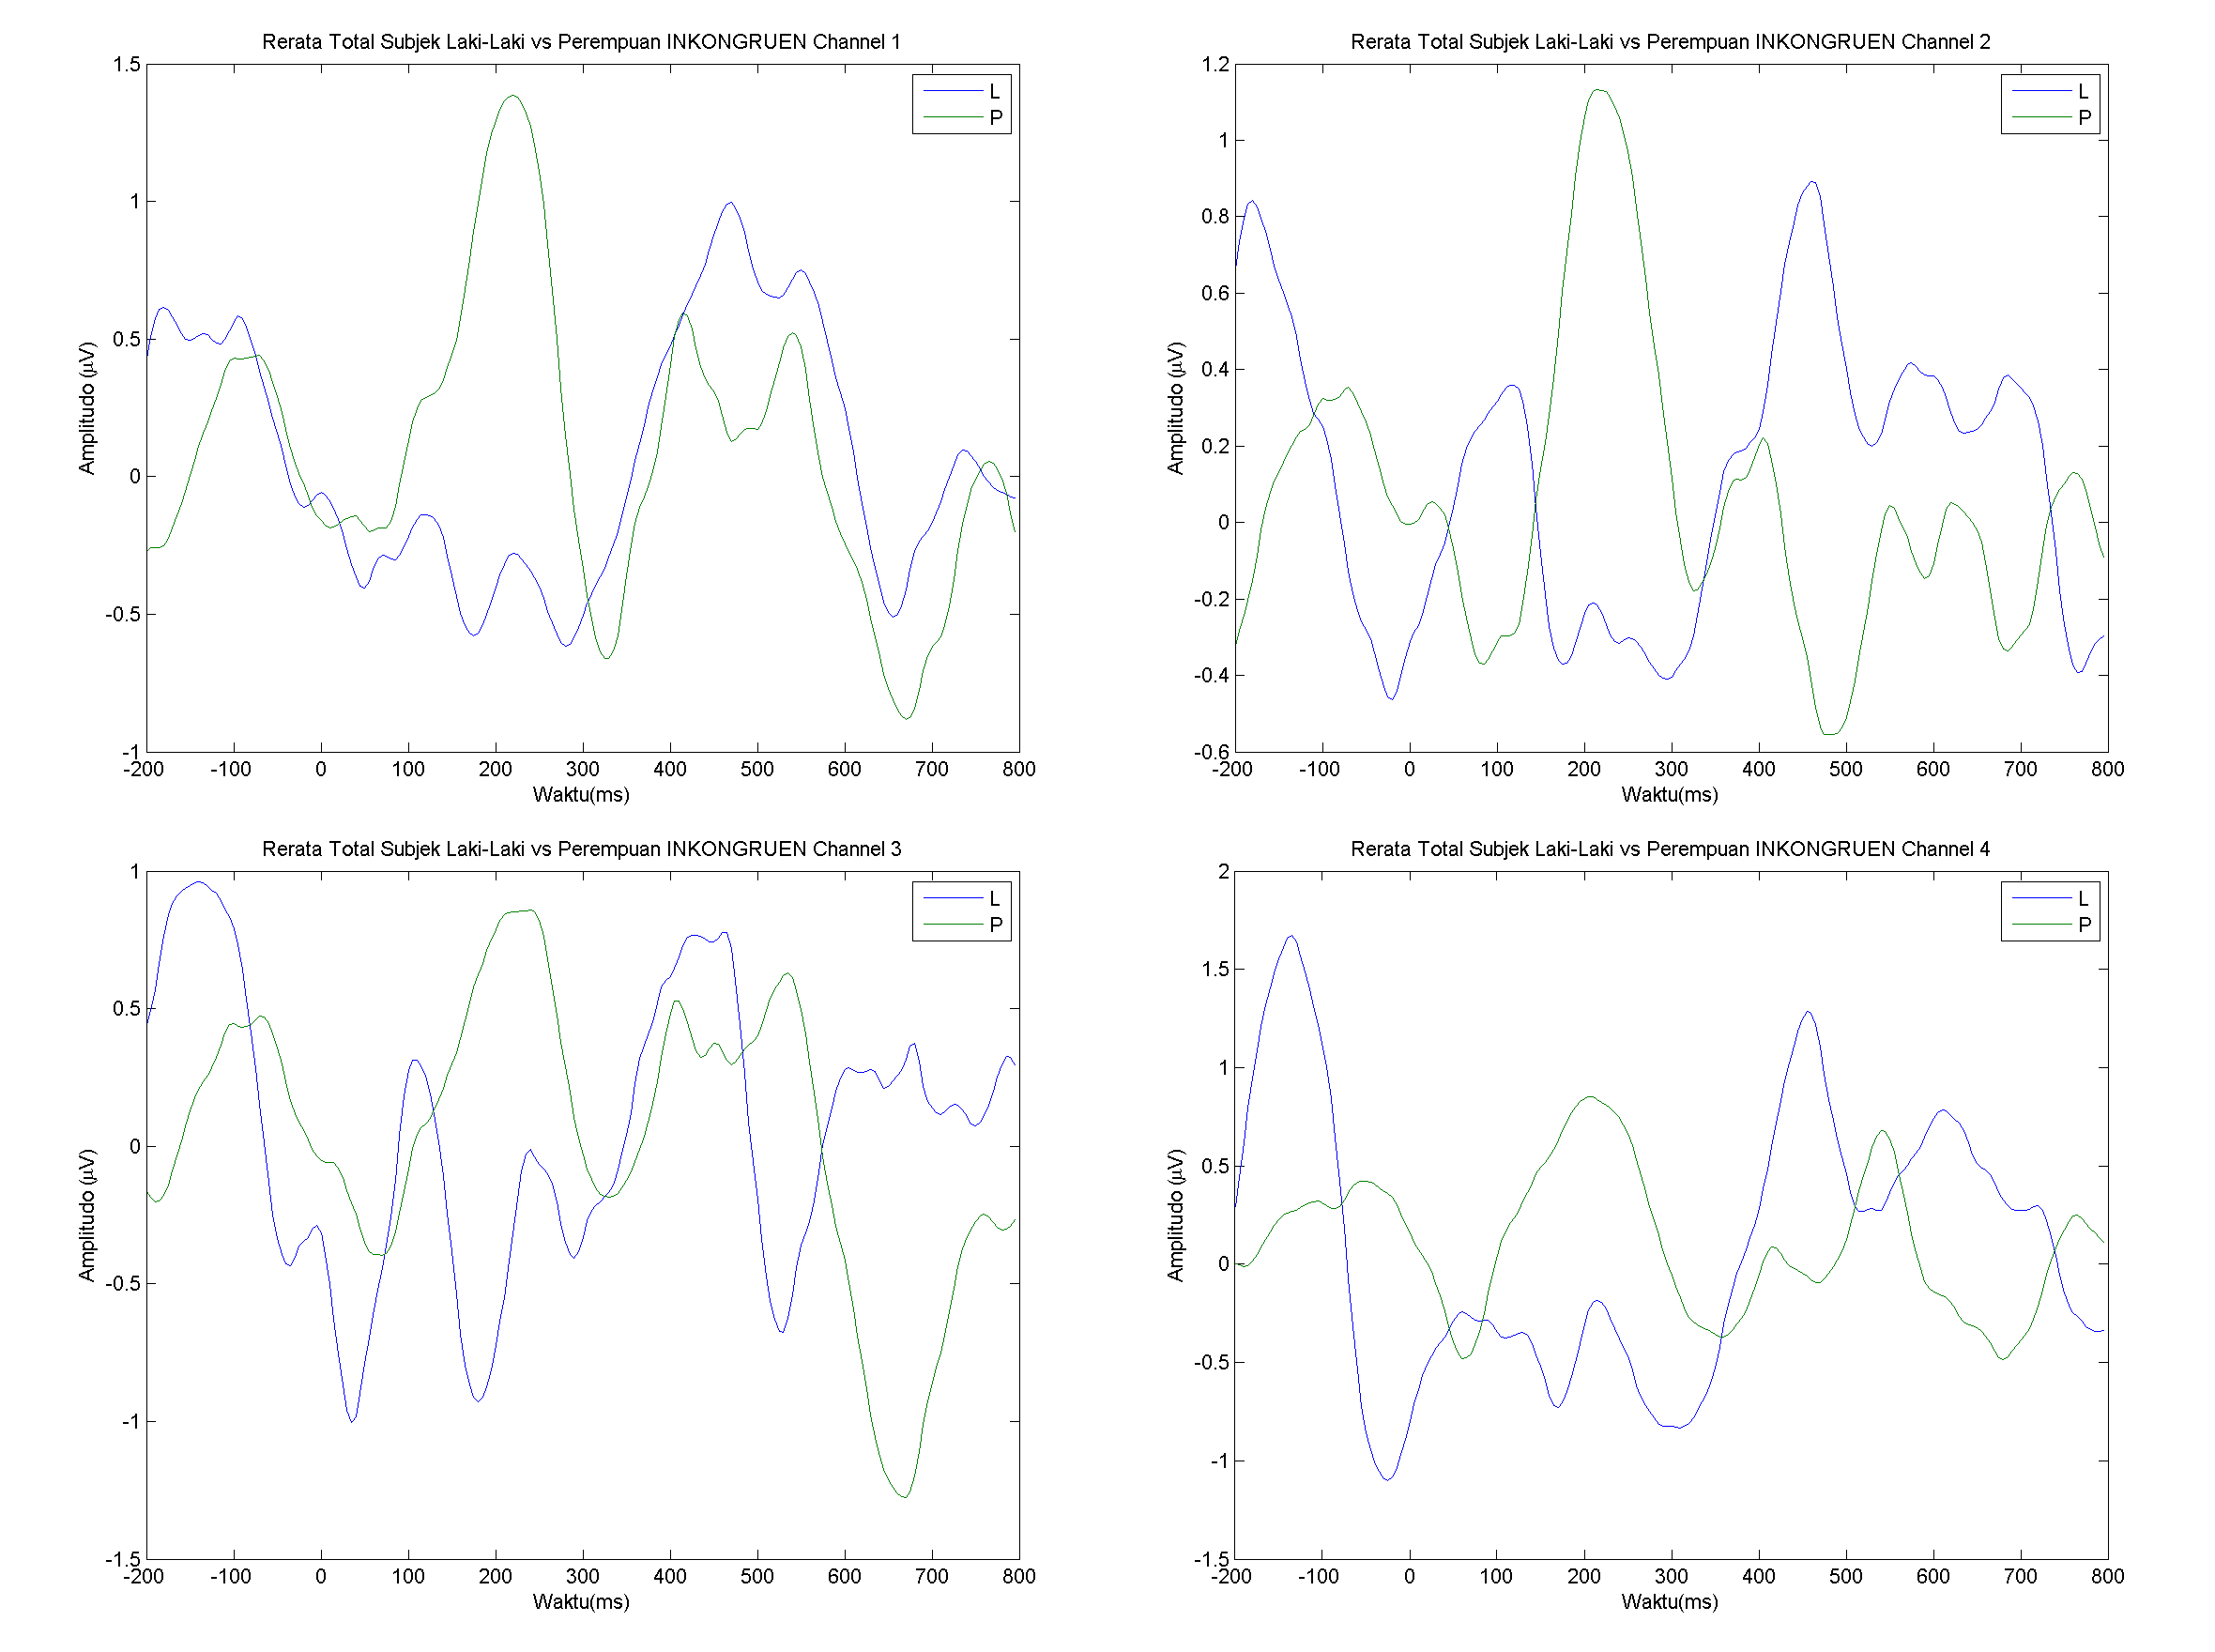 Rerata Total Subjek Laki-Laki vs Perempuan INKONGRUEN Channel 1
1.5
1
0.5
0
-0.5
-1
Amplitudo (µV)
-200 -100 0 100 200 300 400 500 600 700 800
Waktu(ms)
L
P
Rerata Total Subjek Laki-Laki vs Perempuan INKONGRUEN Channel 2
1.2
1
0.8
0.6
0.4
0.2
0
-0.2
-0.4
-0.6
Amplitudo (µV)
-200 -100 0 100 200 300 400 500 600 700 800
Waktu(ms)
L
P
Rerata Total Subjek Laki-Laki vs Perempuan INKONGRUEN Channel 3
1
0.5
0
-0.5
-1
-1.5
Amplitudo (µV)
-200 -100 0 100 200 300 400 500 600 700 800
Waktu(ms)
L
P
Rerata Total Subjek Laki-Laki vs Perempuan INKONGRUEN Channel 4
2
1.5
1
0.5
0
-0.5
-1
-1.5
Amplitudo (µV)
-200 -100 0 100 200 300 400 500 600 700 800
Waktu(ms)
L
P